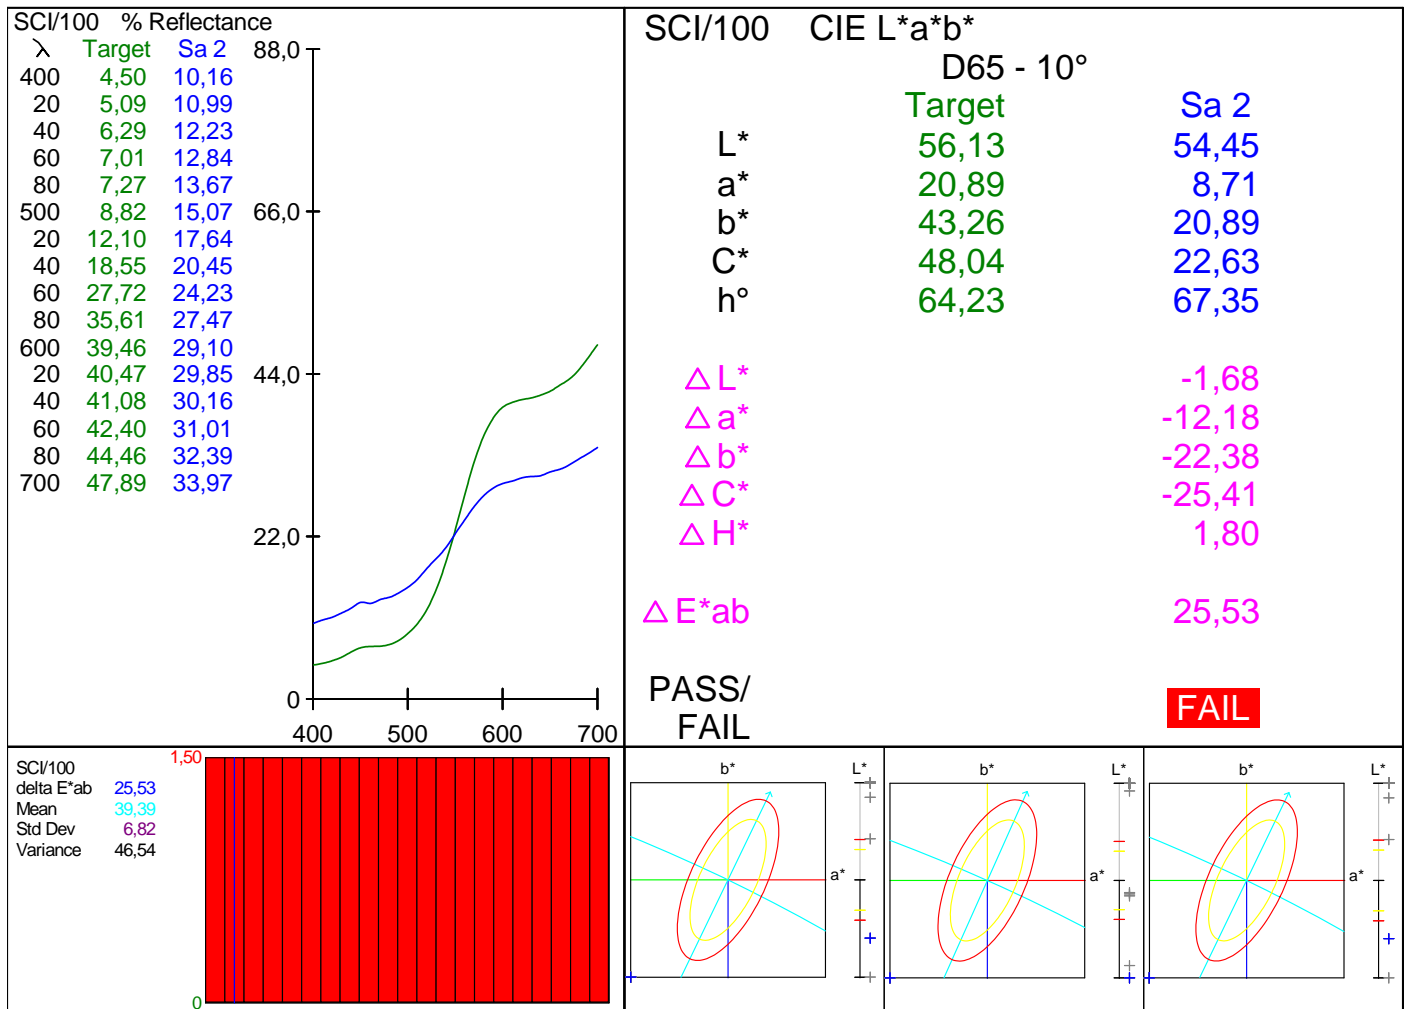 SCI/100 % Reflectance
λ Target Sa 2
400 4,50 10,16
20 5,09 10,99
40 6,29 12,23
60 7,01 12,84
80 7,27 13,67
500 8,82 15,07
20 12,10 17,64
40 18,55 20,45
60 27,72 24,23
80 35,61 27,47
600 39,46 29,10
20 40,47 29,85
40 41,08 30,16
60 42,40 31,01
80 44,46 32,39
700 47,89 33,97
88,0
66,0
44,0
22,0
0
400 500 600 700
SCI/100 CIE L*a*b*
D65 - 10°
Target Sa 2
L* 56,13 54,45
a* 20,89 8,71
b* 43,26 20,89
C* 48,04 22,63
h° 64,23 67,35
△ L* -1,68
△ a* -12,18
△ b* -22,38
△ C* -25,41
△ H* 1,80
△ E*ab 25,53
PASS/
FAIL FAIL
SCI/100
delta E*ab 25,53
Mean 39,39
Std Dev 6,82
Variance 46,54
1,50
0
b* L*
a*
b* L*
a*
b* L*
a*